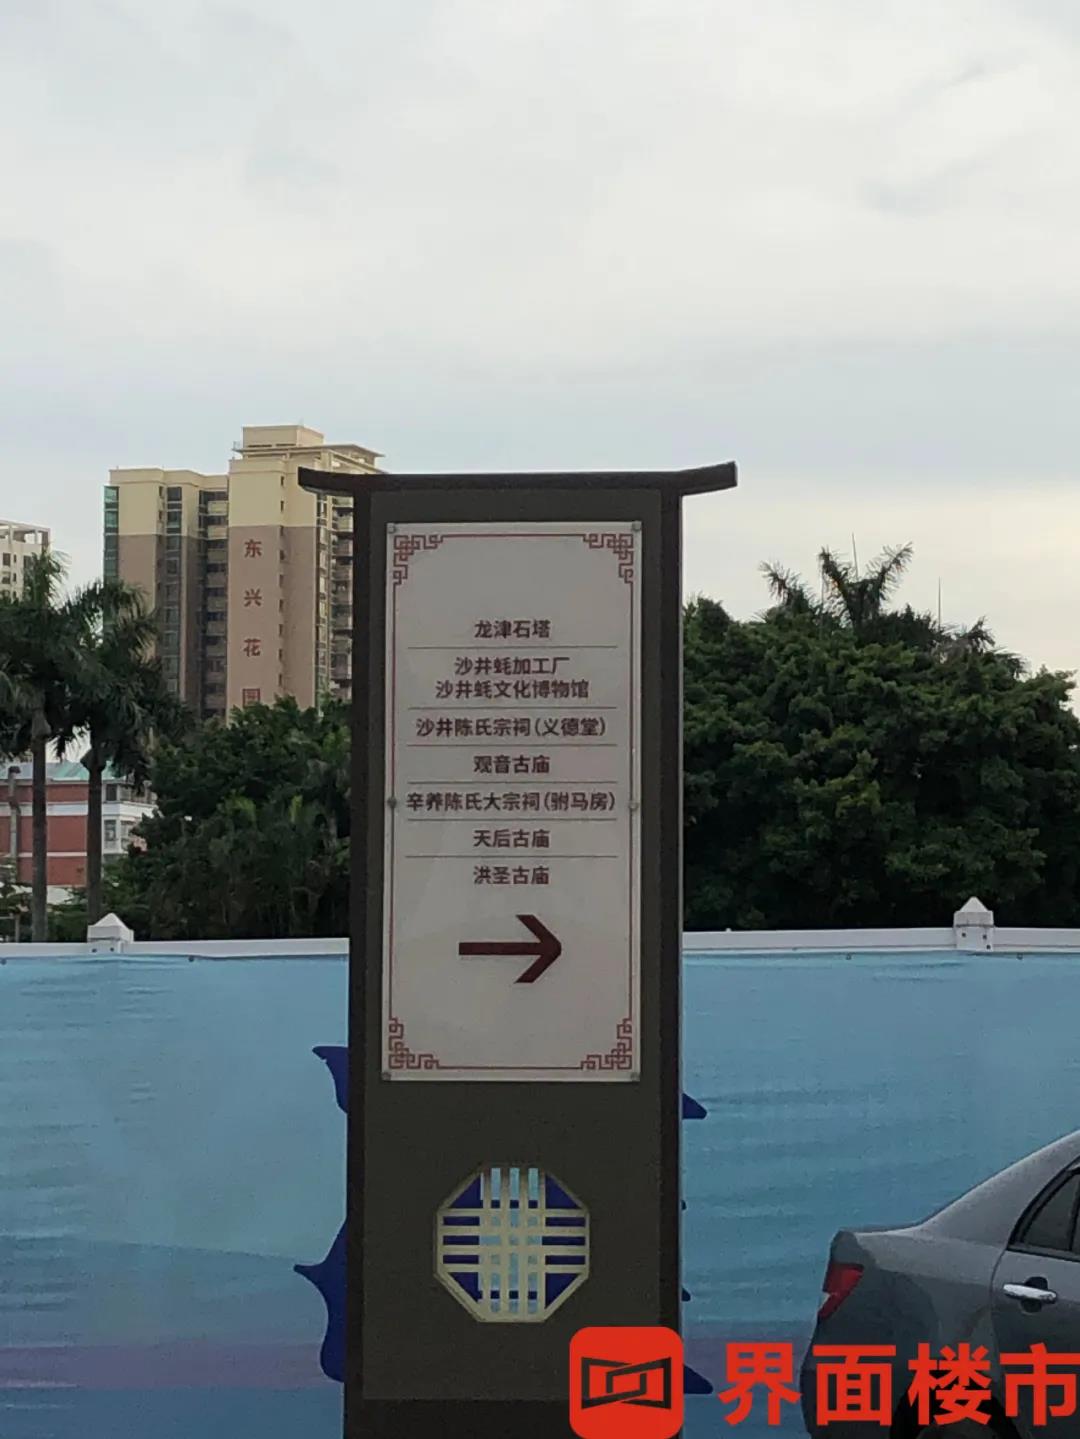 东兴花园
龙津石塔
沙井蚝加工厂
沙井蚝文化博物馆
沙井陈氏宗祠(义德堂)
观音古庙
辛养陈氏大宗祠(驸马房)
天后古庙
洪圣古庙
界面楼市